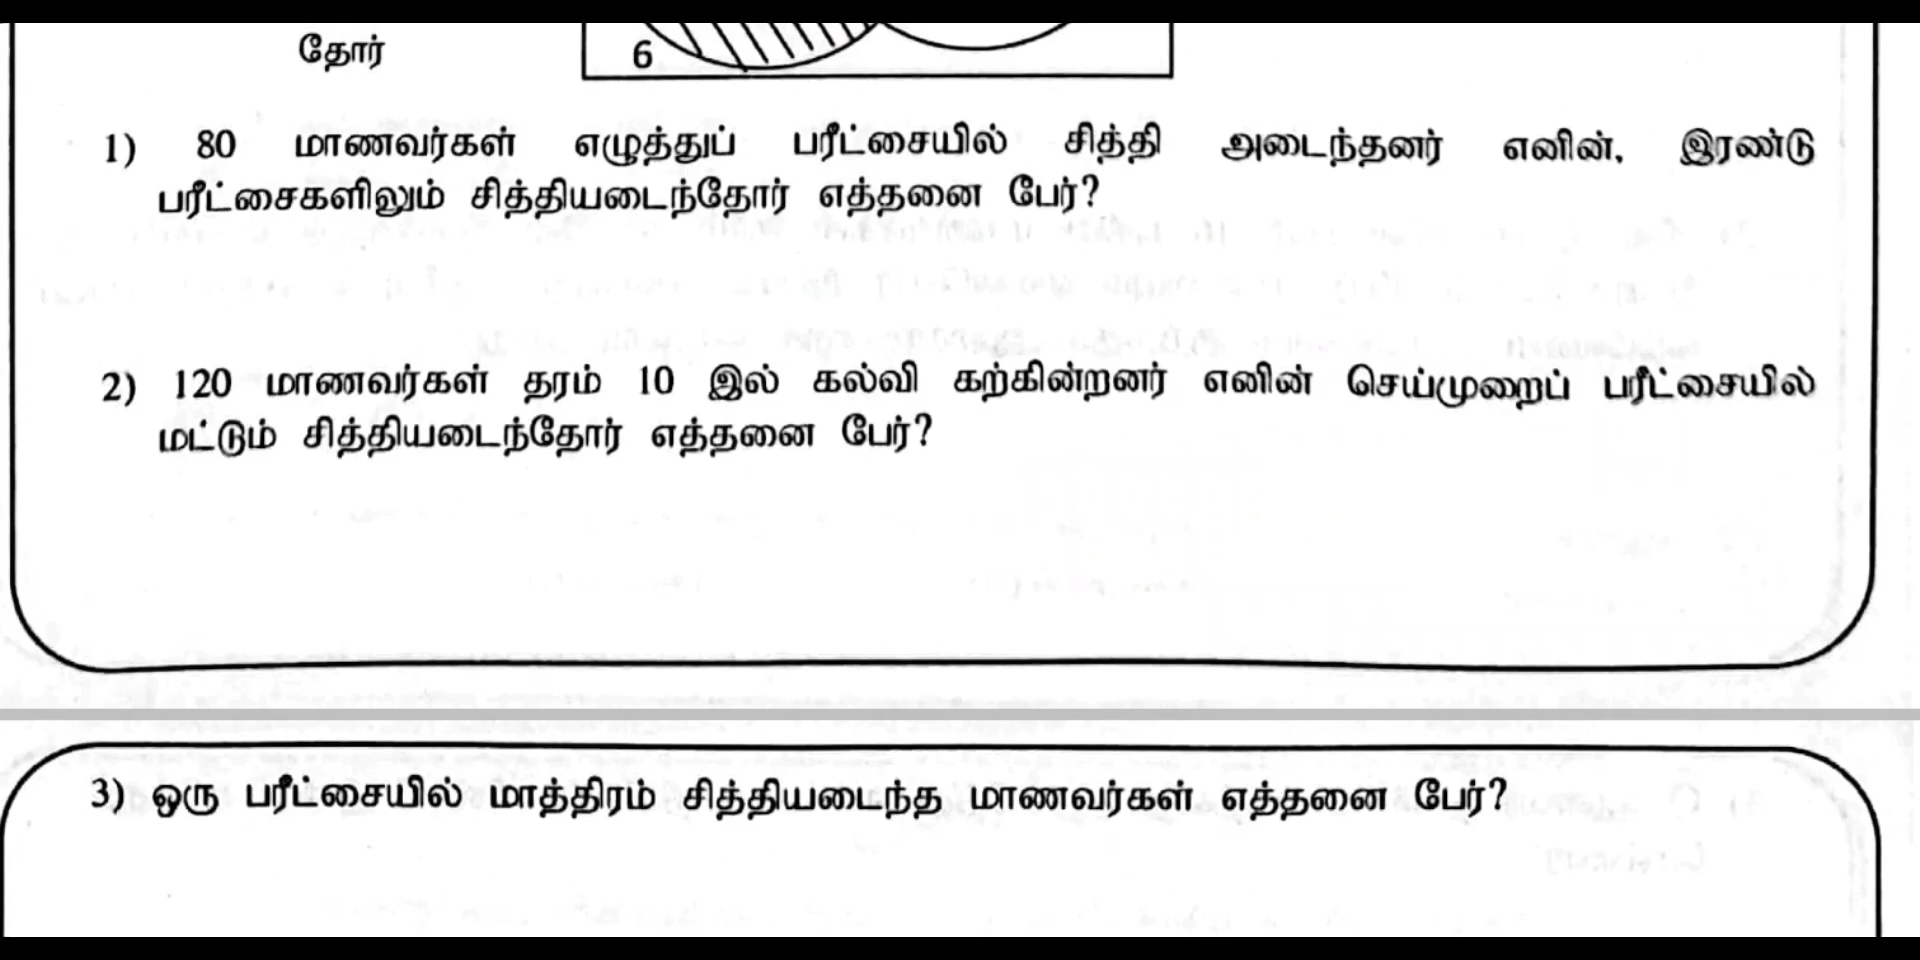 தோர்
6
1) 80 மாணவர்கள் எழுத்துப் பரீட்சையில் சித்தி அடைந்தனர் எனின், இரண்டு
பரீட்சைகளிலும் சித்தியடைந்தோர் எத்தனை பேர்?
2) 120 மாணவர்கள் தரம் 10 இல் கல்வி கற்கின்றனர் எனின் செய்முறைப் பரீட்சையில்
மட்டும் சித்தியடைந்தோர் எத்தனை பேர்?
3) ஒரு பரீட்சையில் மாத்திரம் சித்தியடைந்த மாணவர்கள் எத்தனை பேர்?